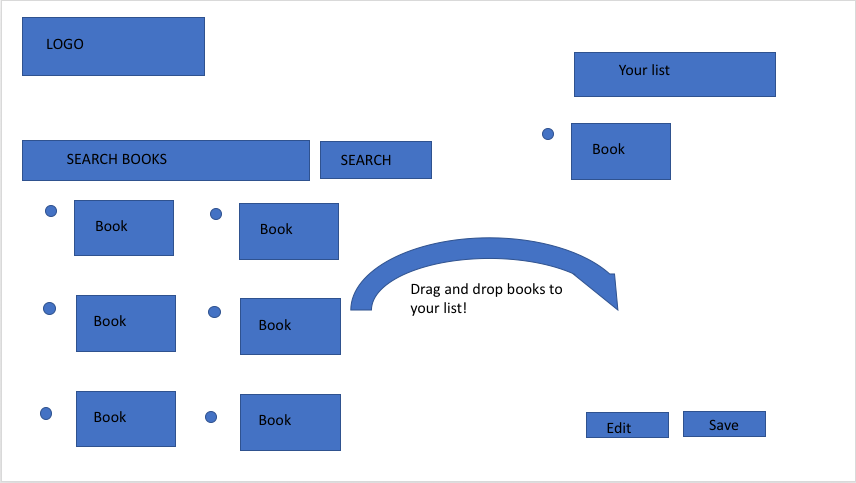 LOGO
Your list
SEARCH BOOKS
SEARCH
Book
Book
Book
Book
Book
Book
Book
Drag and drop books to
your list!
Edit
Save